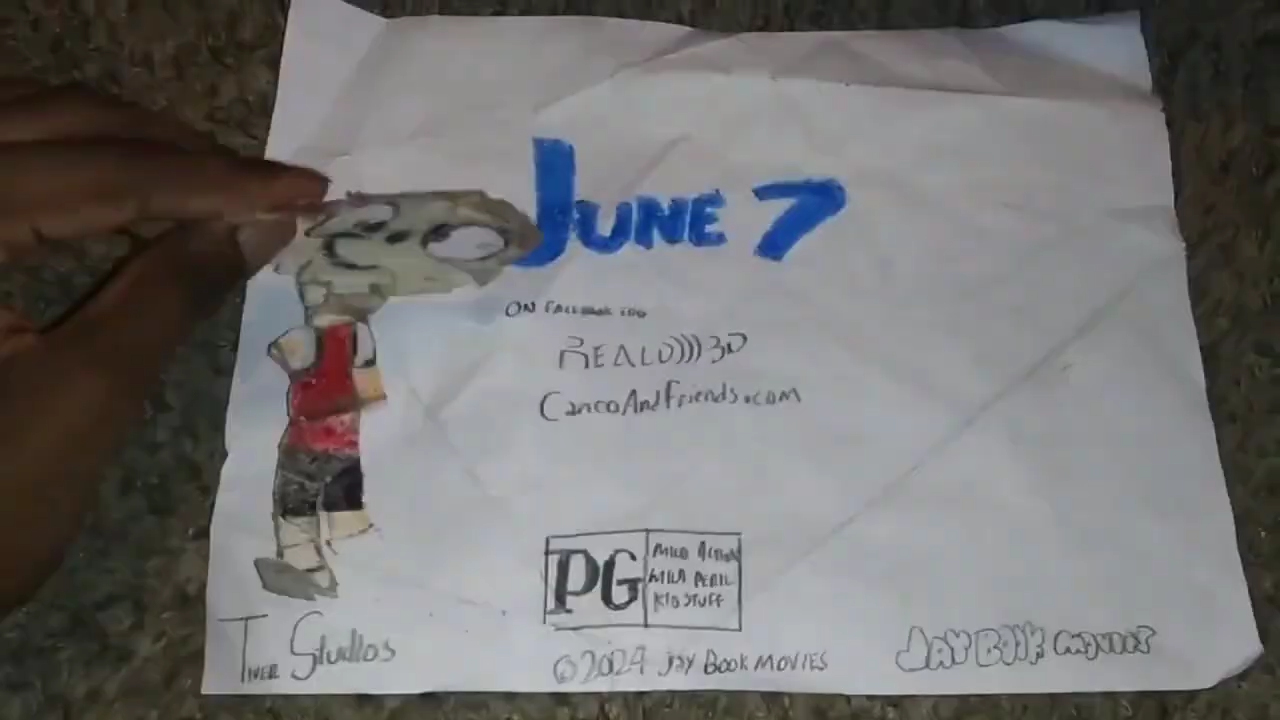 JUNE 7
ON FACEBOOK
REALD)))3D
CancoAndFriends.com
PG
MILD ACTION
MILD PERIL
KID STUFF
Studios
©2024 JAY BOOK MOVIES
JAY BOOK MOVIES